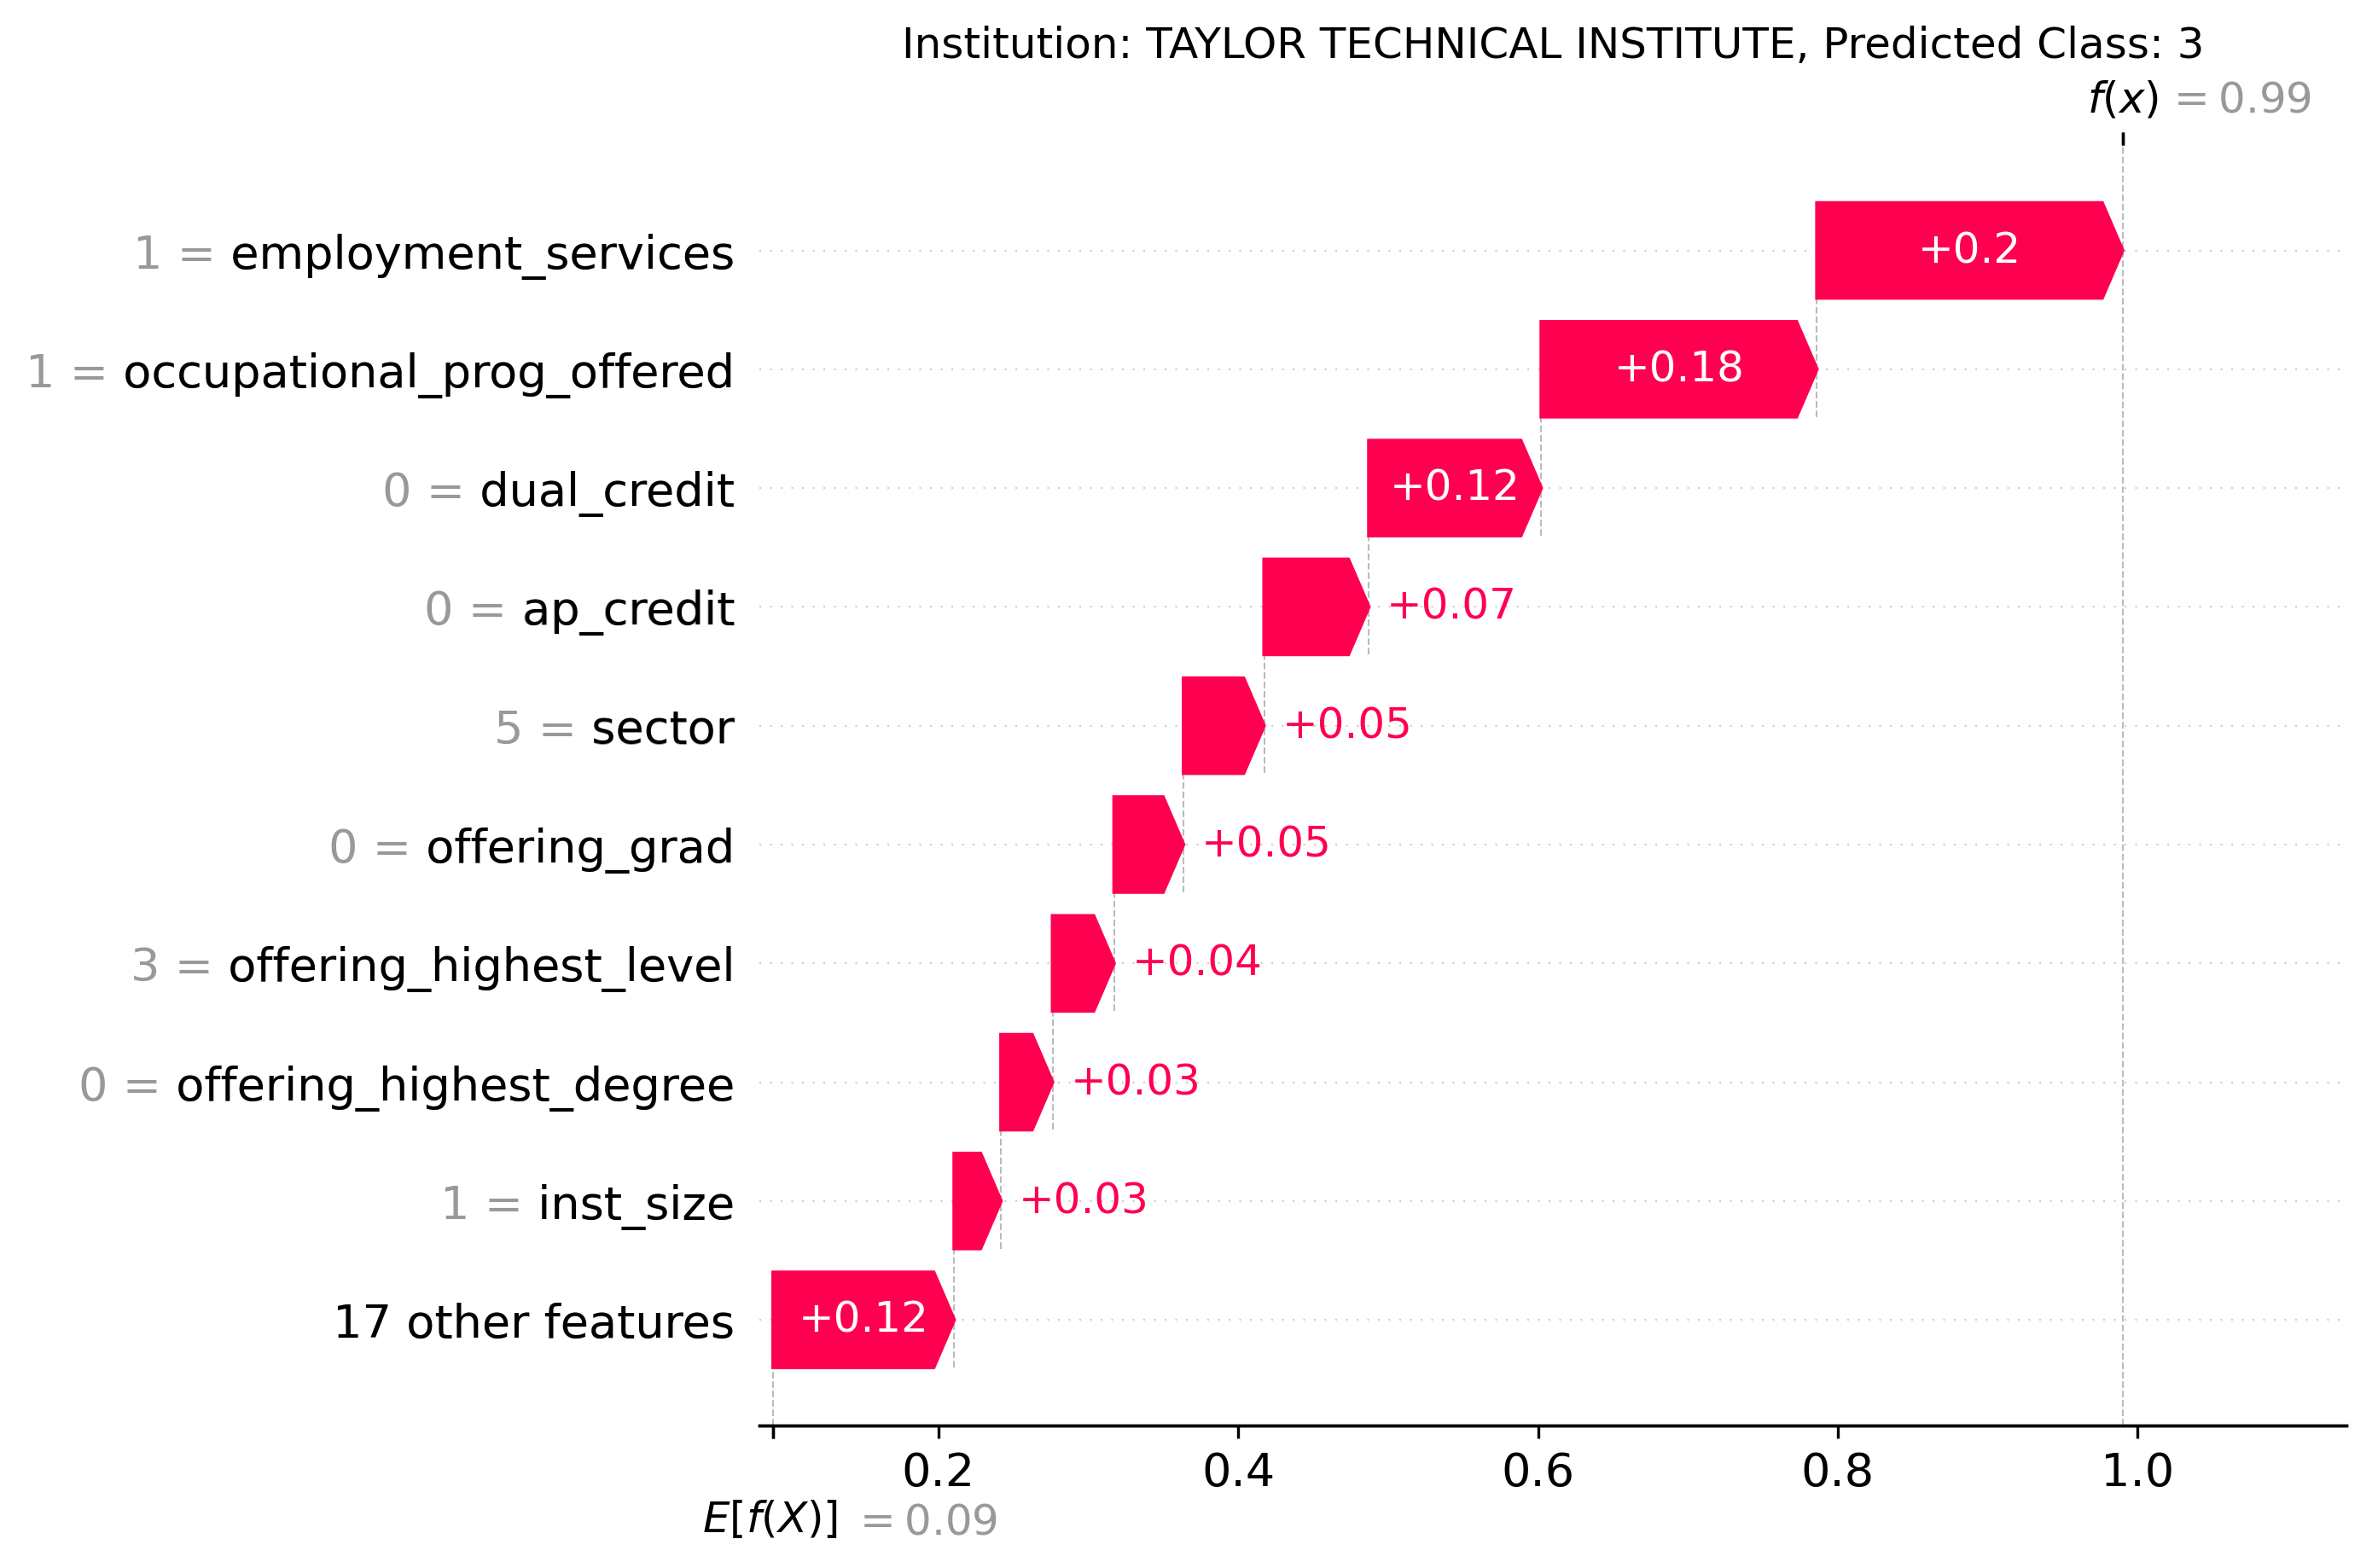 Institution: TAYLOR TECHNICAL INSTITUTE, Predicted Class: 3
f(x) = 0.99
1 = employment_services +0.2
1 = occupational_prog_offered +0.18
0 = dual_credit +0.12
0 = ap_credit +0.07
5 = sector +0.05
0 = offering_grad +0.05
3 = offering_highest_level +0.04
0 = offering_highest_degree +0.03
1 = inst_size +0.03
17 other features +0.12
0.2 0.4 0.6 0.8 1.0
E[f(X)] = 0.09